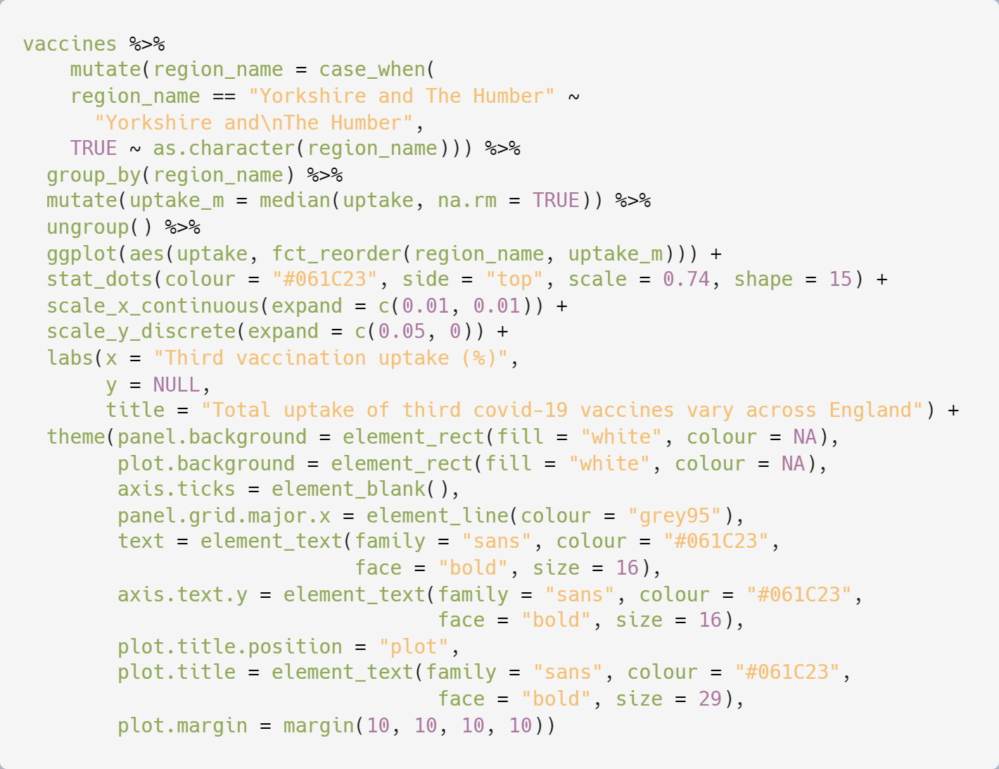 vaccines %>%
    mutate(region_name = case_when(
    region_name == "Yorkshire and The Humber" ~
      "Yorkshire and\nThe Humber",
    TRUE ~ as.character(region_name))) %>%
  group_by(region_name) %>%
  mutate(uptake_m = median(uptake, na.rm = TRUE)) %>%
  ungroup() %>%
  ggplot(aes(uptake, fct_reorder(region_name, uptake_m))) +
  stat_dots(colour = "#061C23", side = "top", scale = 0.74, shape = 15) +
  scale_x_continuous(expand = c(0.01, 0.01)) +
  scale_y_discrete(expand = c(0.05, 0)) +
  labs(x = "Third vaccination uptake (%)",
       y = NULL,
       title = "Total uptake of third covid-19 vaccines vary across England") +
  theme(panel.background = element_rect(fill = "white", colour = NA),
        plot.background = element_rect(fill = "white", colour = NA),
        axis.ticks = element_blank(),
        panel.grid.major.x = element_line(colour = "grey95"),
        text = element_text(family = "sans", colour = "#061C23",
                            face = "bold", size = 16),
        axis.text.y = element_text(family = "sans", colour = "#061C23",
                                   face = "bold", size = 16),
        plot.title.position = "plot",
        plot.title = element_text(family = "sans", colour = "#061C23",
                                   face = "bold", size = 29),
        plot.margin = margin(10, 10, 10, 10))